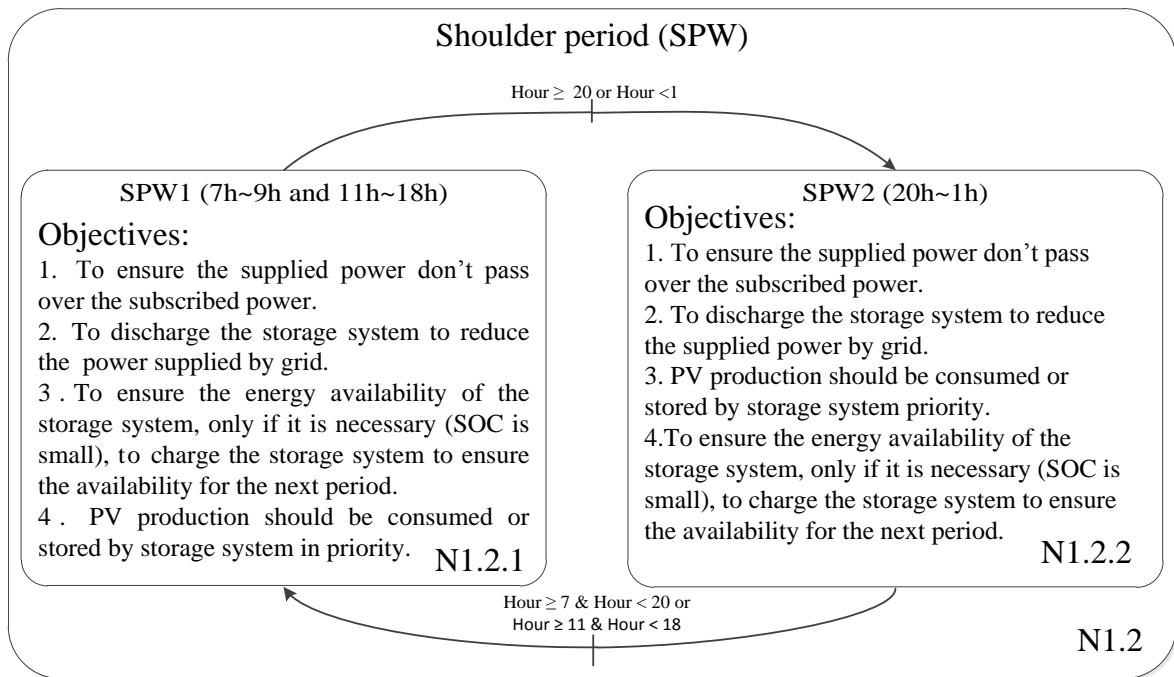 Shoulder period (SPW)
Hour ≥ 20 or Hour <1
SPW1 (7h~9h and 11h~18h)
Objectives:
1. To ensure the supplied power don't pass
over the subscribed power.
2. To discharge the storage system to reduce
the power supplied by grid.
3 . To ensure the energy availability of the
storage system, only if it is necessary (SOC is
small), to charge the storage system to ensure
the availability for the next period.
4 . PV production should be consumed or
stored by storage system in priority.
N1.2.1
SPW2 (20h~1h)
Objectives:
1. To ensure the supplied power don't pass
over the subscribed power.
2. To discharge the storage system to reduce
the supplied power by grid.
3. PV production should be consumed or
stored by storage system priority.
4.To ensure the energy availability of the
storage system, only if it is necessary (SOC is
small), to charge the storage system to ensure
the availability for the next period.
N1.2.2
Hour ≥ 7 & Hour < 20 or
Hour ≥ 11 & Hour < 18
N1.2